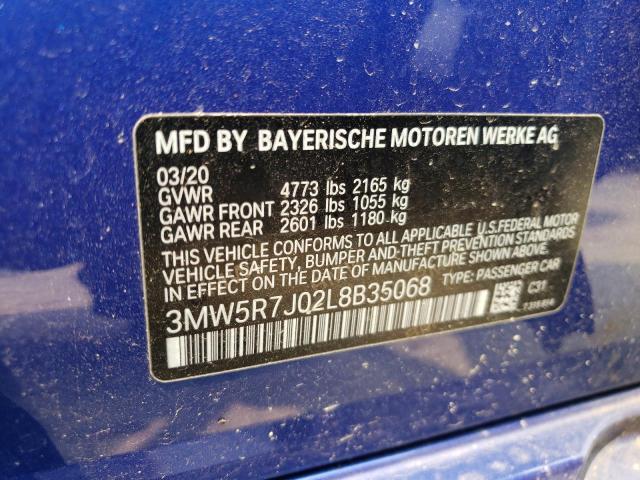 MFD BY BAYERISCHE MOTOREN WERKE AG
03/20
GVWR 4773 lbs 2165 kg
GAWR FRONT 2326 lbs 1055 kg
GAWR REAR 2601 lbs 1180 kg
THIS VEHICLE CONFORMS TO ALL APPLICABLE U.S.FEDERAL MOTOR
VEHICLE SAFETY, BUMPER AND-THEFT PREVENTION STANDARDS
IN EFFECT ON THE DATE OF MANUFACTURE SHOWN ABOVE.
3MW5R7J02L8B35068 TYPE: PASSENGER CAR
C31